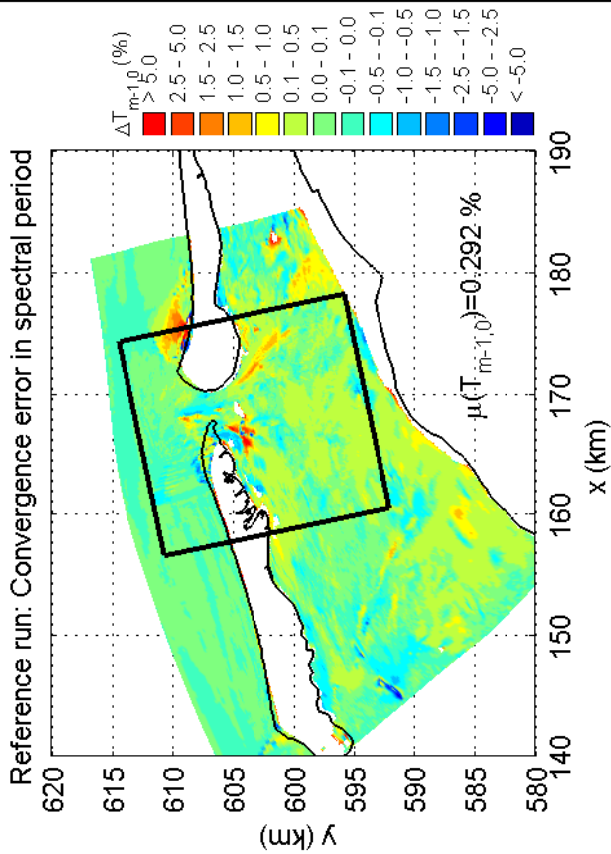 Reference run: Convergence error in spectral period
ΔT_{m-1,0} (%)
> 5.0
2.5 - 5.0
1.5 - 2.5
1.0 - 1.5
0.5 - 1.0
0.1 - 0.5
0.0 - 0.1
-0.1 - 0.0
-0.5 - -0.1
-1.0 - -0.5
-1.5 - -1.0
-2.5 - -1.5
-5.0 - -2.5
< -5.0
620
615
610
605
600
595
590
585
580
y (km)
μ(T_{m-1,0})=0.292 %
140
150
160
170
180
190
x (km)